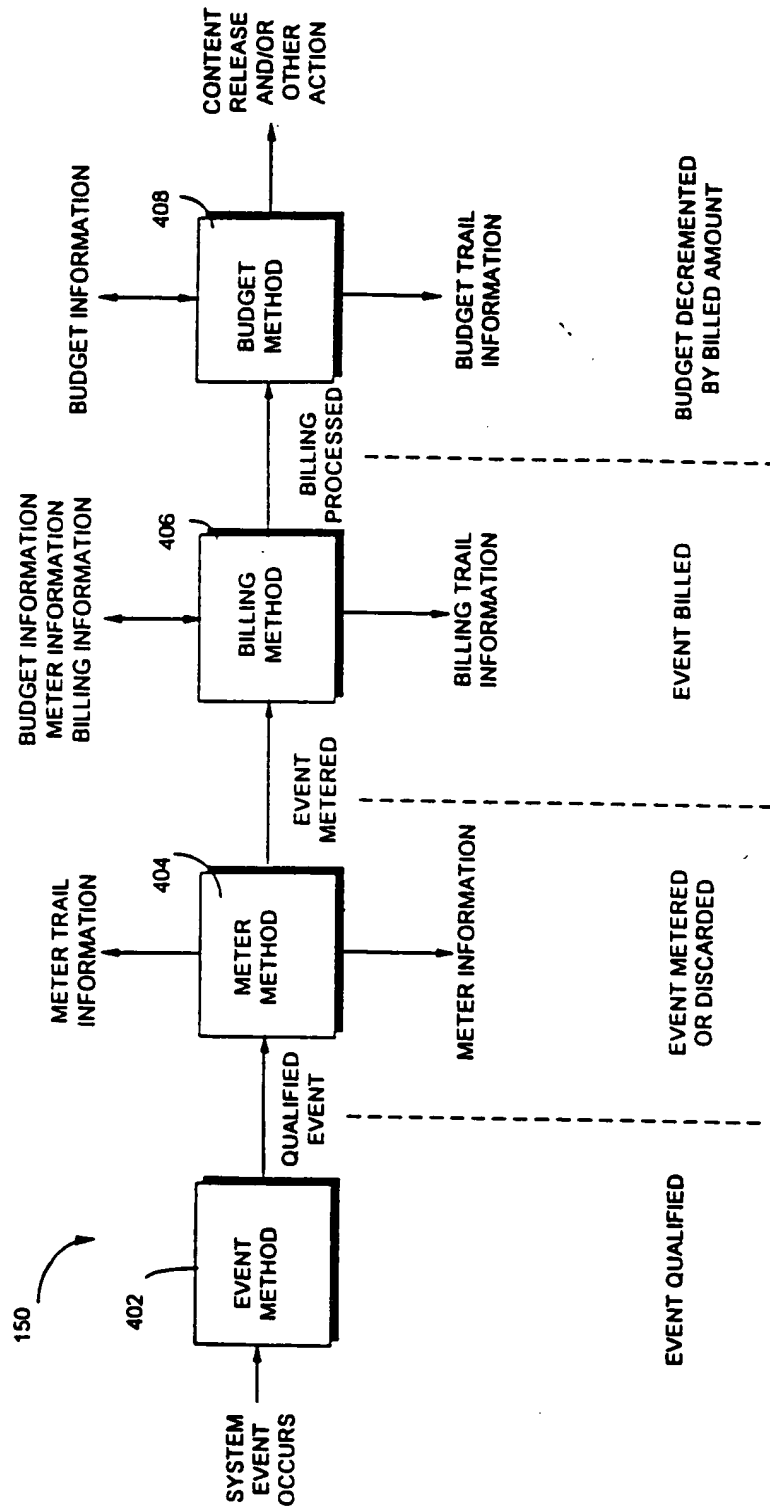 150
SYSTEM
EVENT
OCCURS
402
EVENT
METHOD
QUALIFIED
EVENT
METER TRAIL
INFORMATION
404
METER
METHOD
METER INFORMATION
EVENT
METERED
BUDGET INFORMATION
METER INFORMATION
BILLING INFORMATION
406
BILLING
METHOD
BILLING TRAIL
INFORMATION
BILLING
PROCESSED
BUDGET INFORMATION
408
BUDGET
METHOD
BUDGET TRAIL
INFORMATION
CONTENT
RELEASE
AND/OR
OTHER
ACTION
EVENT QUALIFIED
EVENT METERED
OR DISCARDED
EVENT BILLED
BUDGET DECREMENTED
BY BILLED AMOUNT